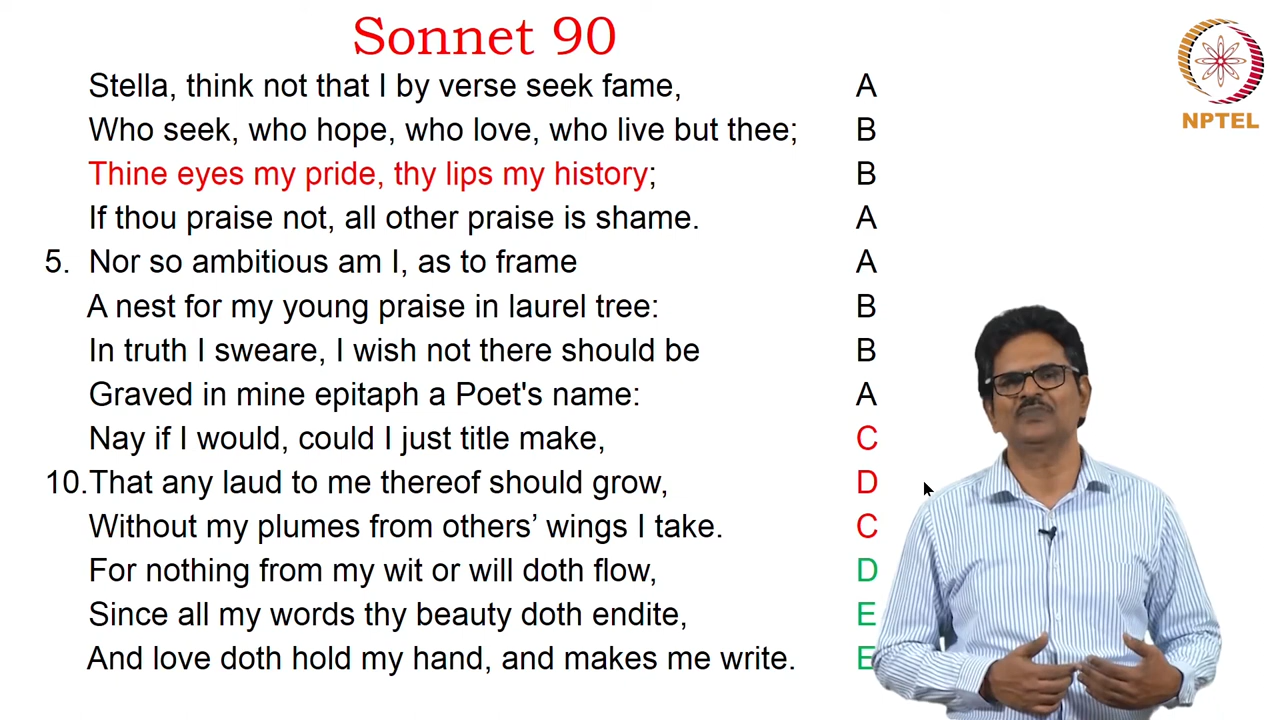 Sonnet 90
NPTEL
Stella, think not that I by verse seek fame, A
Who seek, who hope, who love, who live but thee; B
Thine eyes my pride, thy lips my history; B
If thou praise not, all other praise is shame. A
5. Nor so ambitious am I, as to frame A
A nest for my young praise in laurel tree: B
In truth I sweare, I wish not there should be B
Graved in mine epitaph a Poet's name: A
Nay if I would, could I just title make, C
10.That any laud to me thereof should grow, D
Without my plumes from others’ wings I take. C
For nothing from my wit or will doth flow, D
Since all my words thy beauty doth endite, E
And love doth hold my hand, and makes me write. E